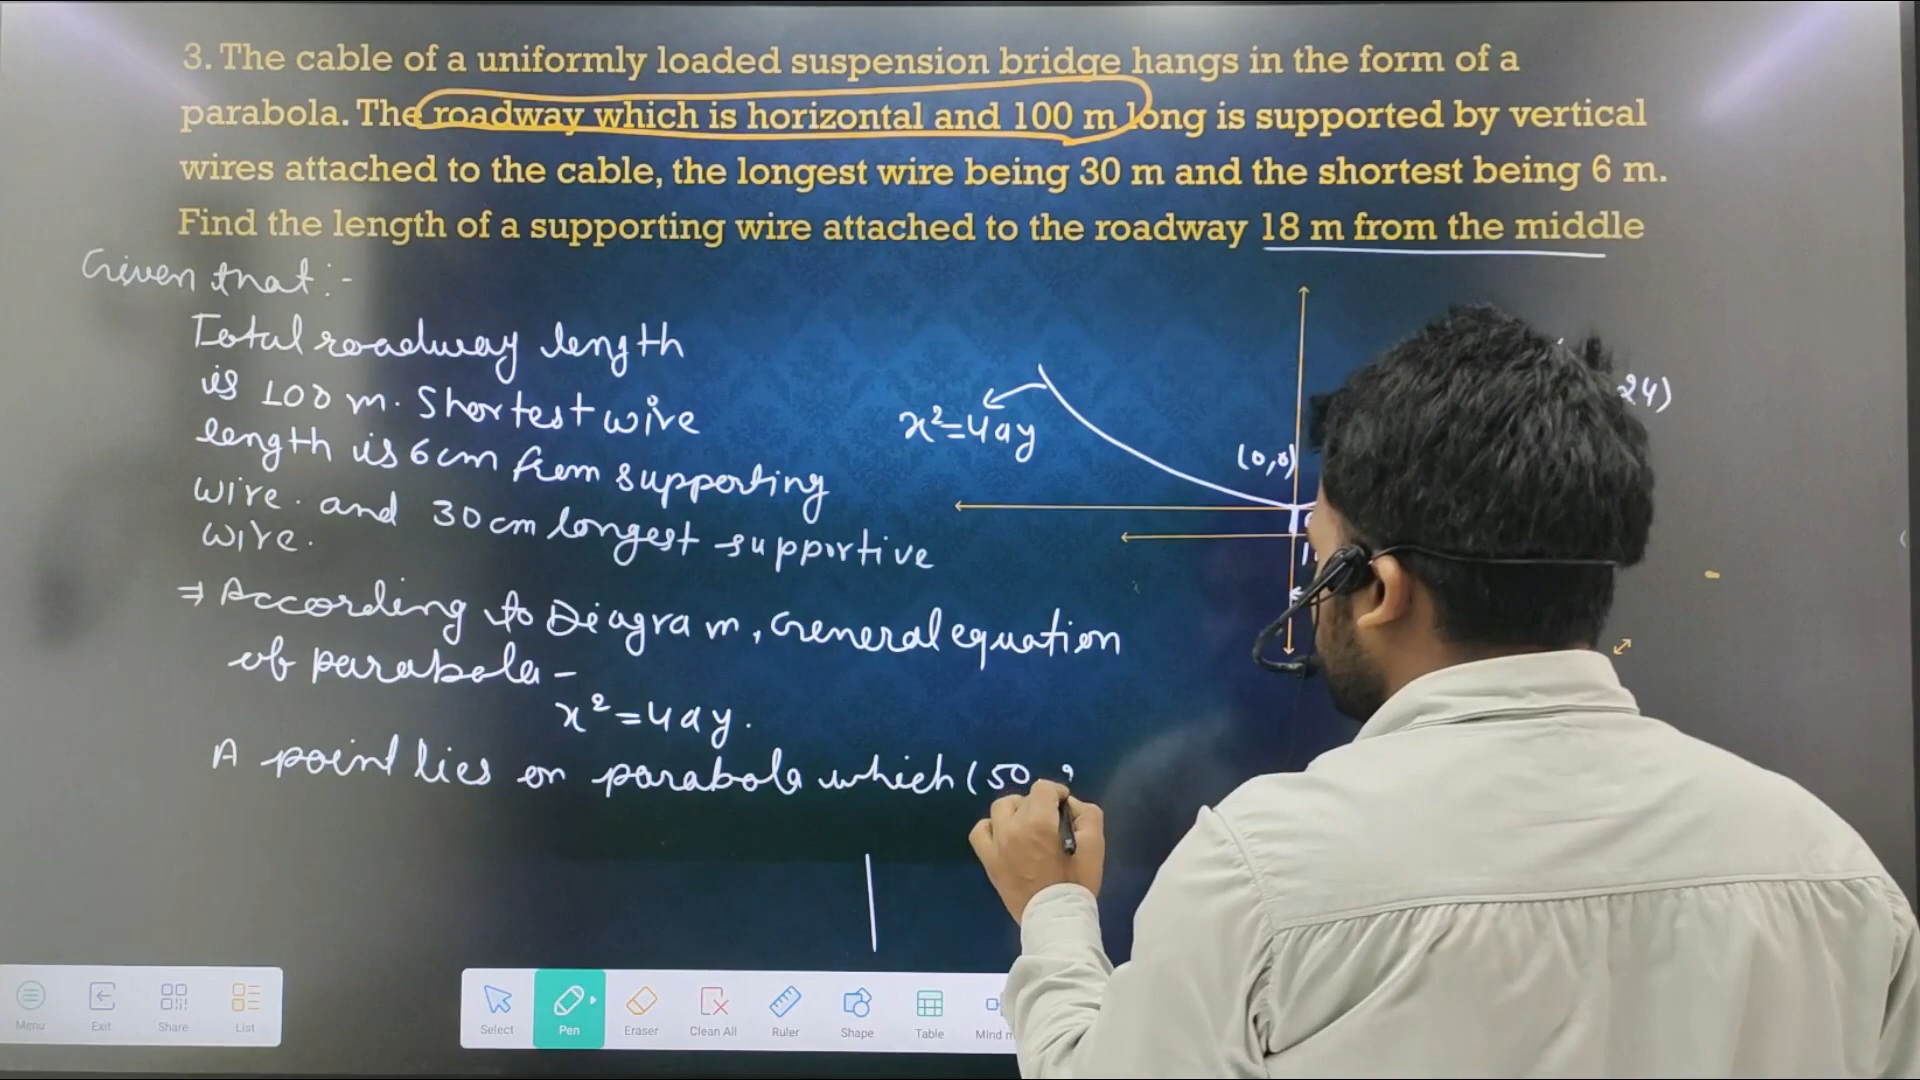 3. The cable of a uniformly loaded suspension bridge hangs in the form of a
parabola. The roadway which is horizontal and 100 m long is supported by vertical
wires attached to the cable, the longest wire being 30 m and the shortest being 6 m.
Find the length of a supporting wire attached to the roadway 18 m from the middle
Given that:-
Total roadway length
is 100 m. Shortest wire
length is 6cm from supporting
wire. and 30cm longest supportive
wire.
⇒ According to Diagram, General equation
of parabola -
x²=4ay.
A point lies on parabola which (50,
x²=4ay
(0,0)
24)
Menu
Exit
Share
List
Select
Pen
Eraser
Clean All
Ruler
Shape
Table
Mind